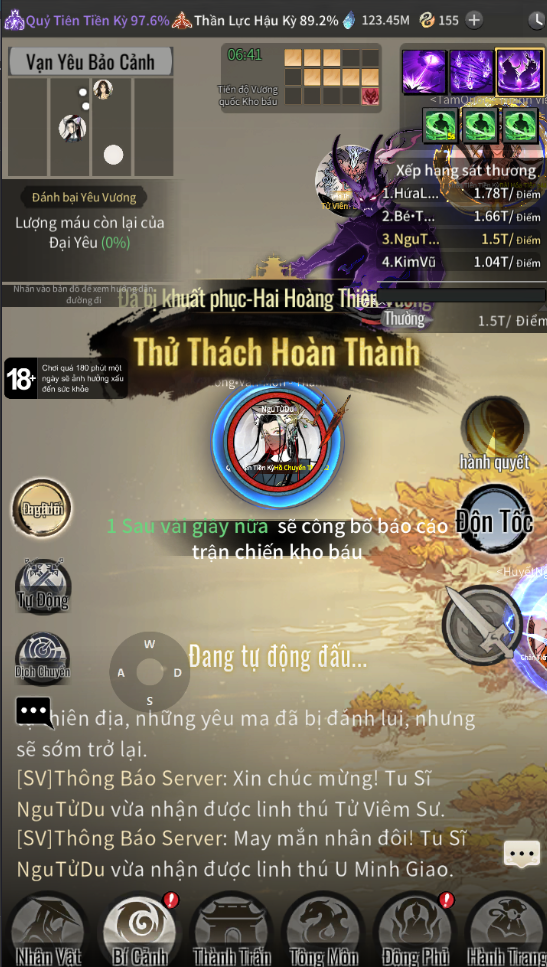 Quỷ Tiên Tiền Kỳ 97.6% Thần Lực Hậu Kỳ 89.2% 123.45M 155
Vạn Yêu Bảo Cảnh
06:41
Tiến độ Vương
quốc Kho báu
Đánh bại Yêu Vương
Lượng máu còn lại của
Đại Yêu (0%)
Nhấn vào bản đồ để xem hướng dẫn
đường đi
Xếp hạng sát thương
1.HứaL... 1.78T/Điểm
2.Bé•T... 1.66T/Điểm
3.NguT... 1.5T/Điểm
4.KimVũ 1.04T/Điểm
Thưởng 1.5T/Điểm
Đã bị khuất phục-Hai Hoàng Thiên
Thử Thách Hoàn Thành
18+
Chơi quá 180 phút một
ngày sẽ ảnh hưởng xấu
đến sức khỏe
NguTửDu
hành quyết
Độn Tốc
1 Sau vài giây nữa sẽ công bố báo cáo
trận chiến kho báu
Tự Động
Dịch Chuyển
W
A D
S
Đang tự động đấu...
nhiên địa, những yêu ma đã bị đánh lui, nhưng
sẽ sớm trở lại.
[SV]Thông Báo Server: Xin chúc mừng! Tu Sĩ
NguTửDu vừa nhận được linh thú Tử Viêm Sư.
[SV]Thông Báo Server: May mắn nhân đôi! Tu Sĩ
NguTửDu vừa nhận được linh thú U Minh Giao.
Nhân Vật Bí Cảnh Thành Trấn Tông Môn Động Phủ Hành Trang